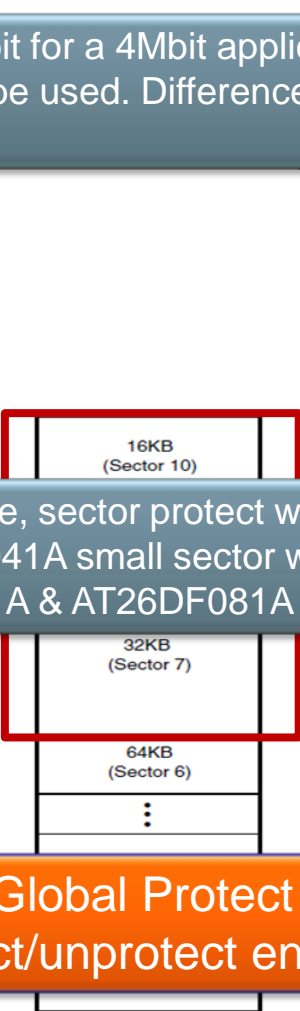 it for a 4Mbit applic
be used. Difference
16KB
(Sector 10)
e, sector protect w
041A small sector w
A & AT26DF081A
32KB
(Sector 7)
64KB
(Sector 6)
Global Protect
ct/unprotect en